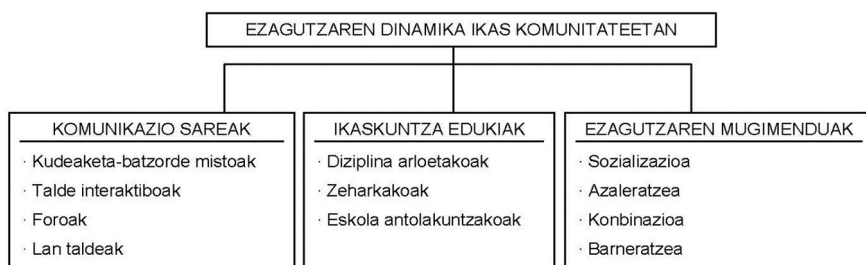 EZAGUTZAREN DINAMIKA IKAS KOMUNITATEETAN
KOMUNIKAZIO SAREAK
· Kudeaketa-batzorde mistoak
· Talde interaktiboak
· Foroak
· Lan taldeak
IKASKUNTZA EDUKIAK
· Diziplina arloetakoak
· Zeharkakoak
· Eskola antolakuntzakoak
EZAGUTZAREN MUGIMENDUAK
· Sozializazioa
· Azaleratzea
· Konbinazioa
· Barneratzea